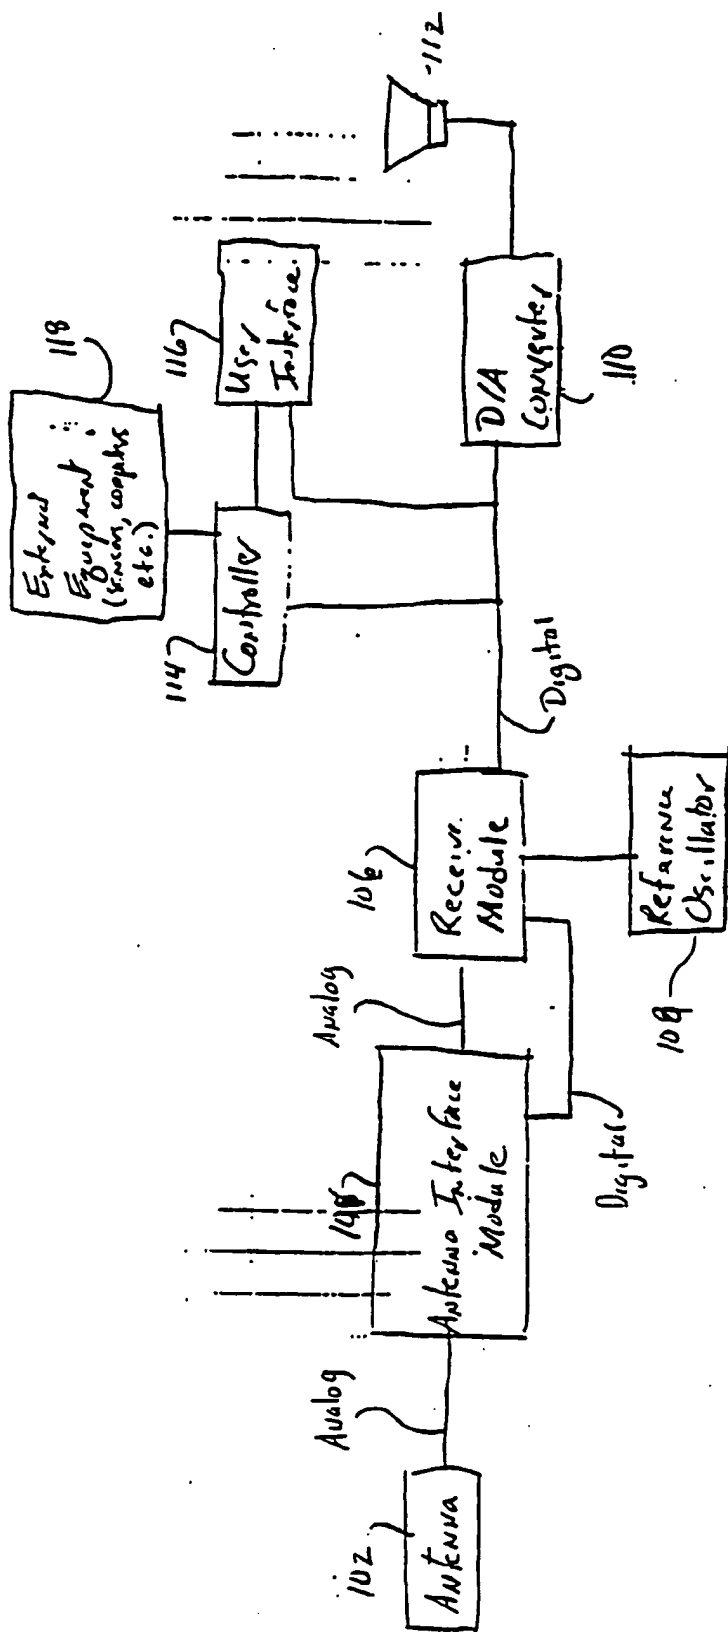 118
External
Equipment
(sensors, computers
etc.)
116
User
Interface
114
Controller
112
D/A
Converter
110
Digital
106
Receiver
Module
Reference
Oscillator
108
Analog
Antenna Interface
Module
Digital
Analog
102
Antenna